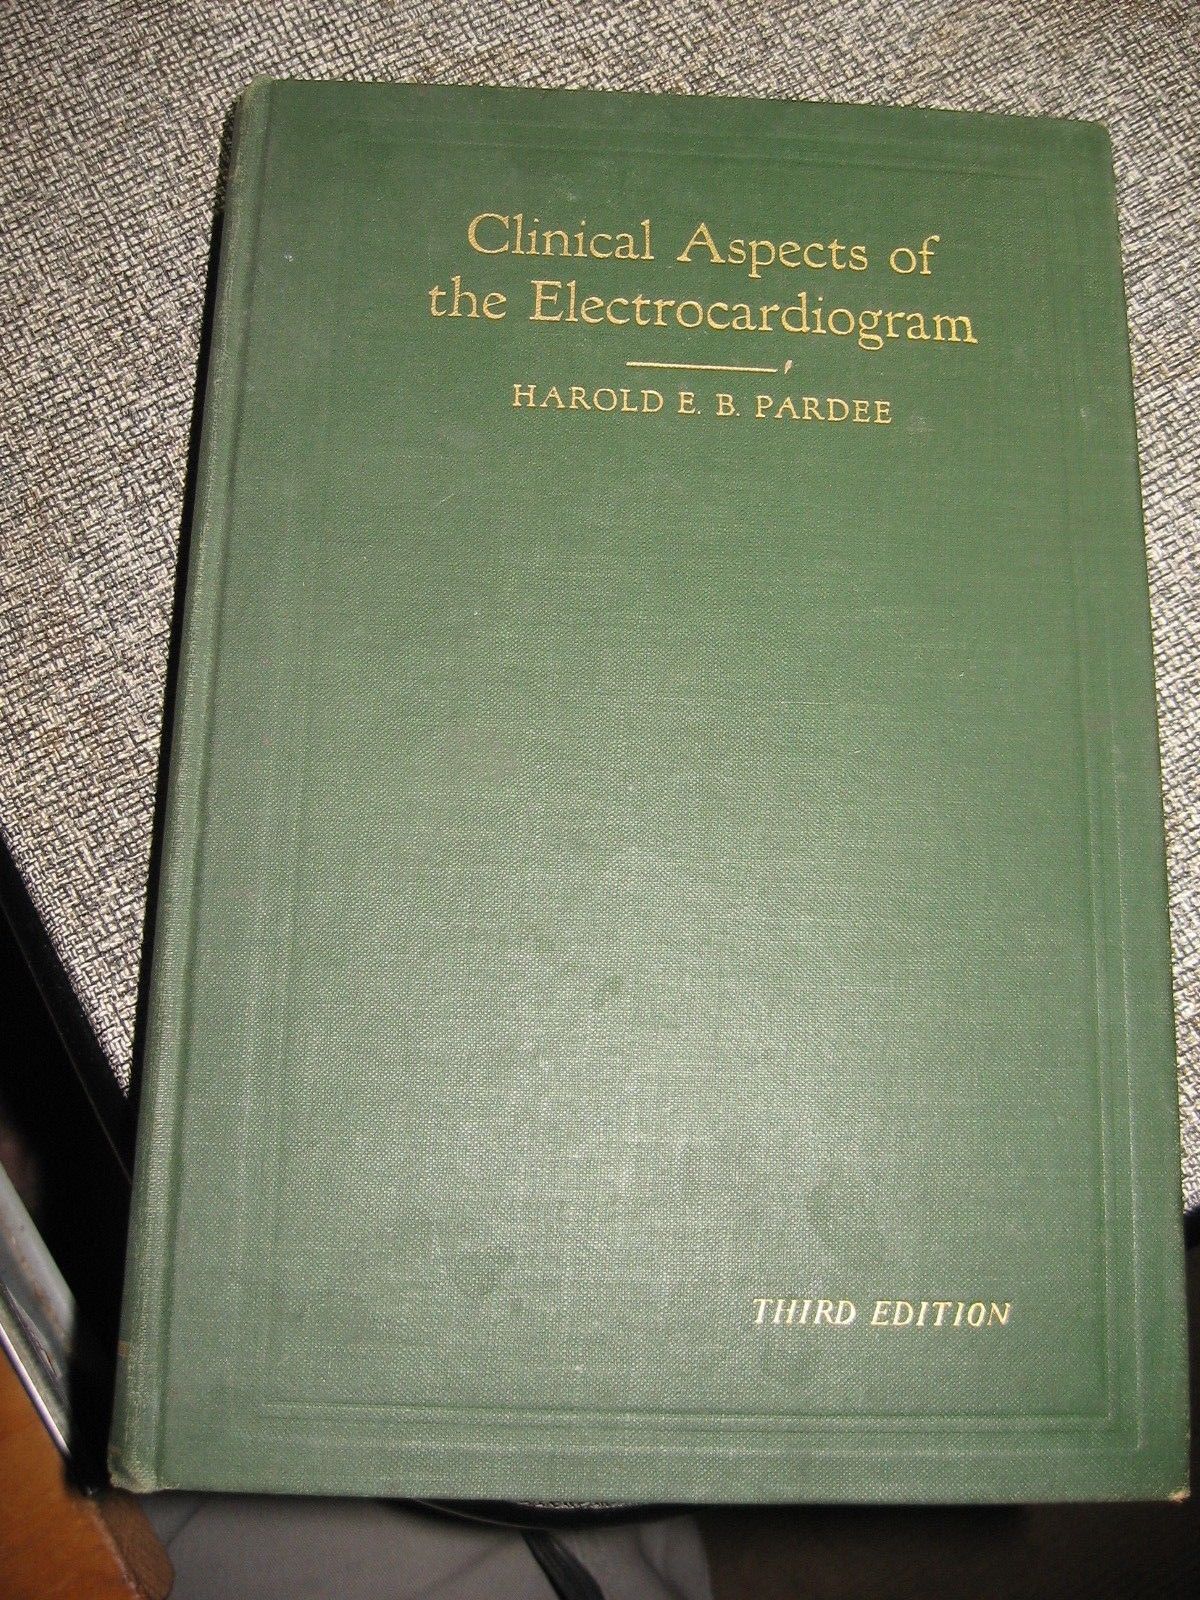 Clinical Aspects of
the Electrocardiogram
HAROLD E. B. PARDEE
THIRD EDITION